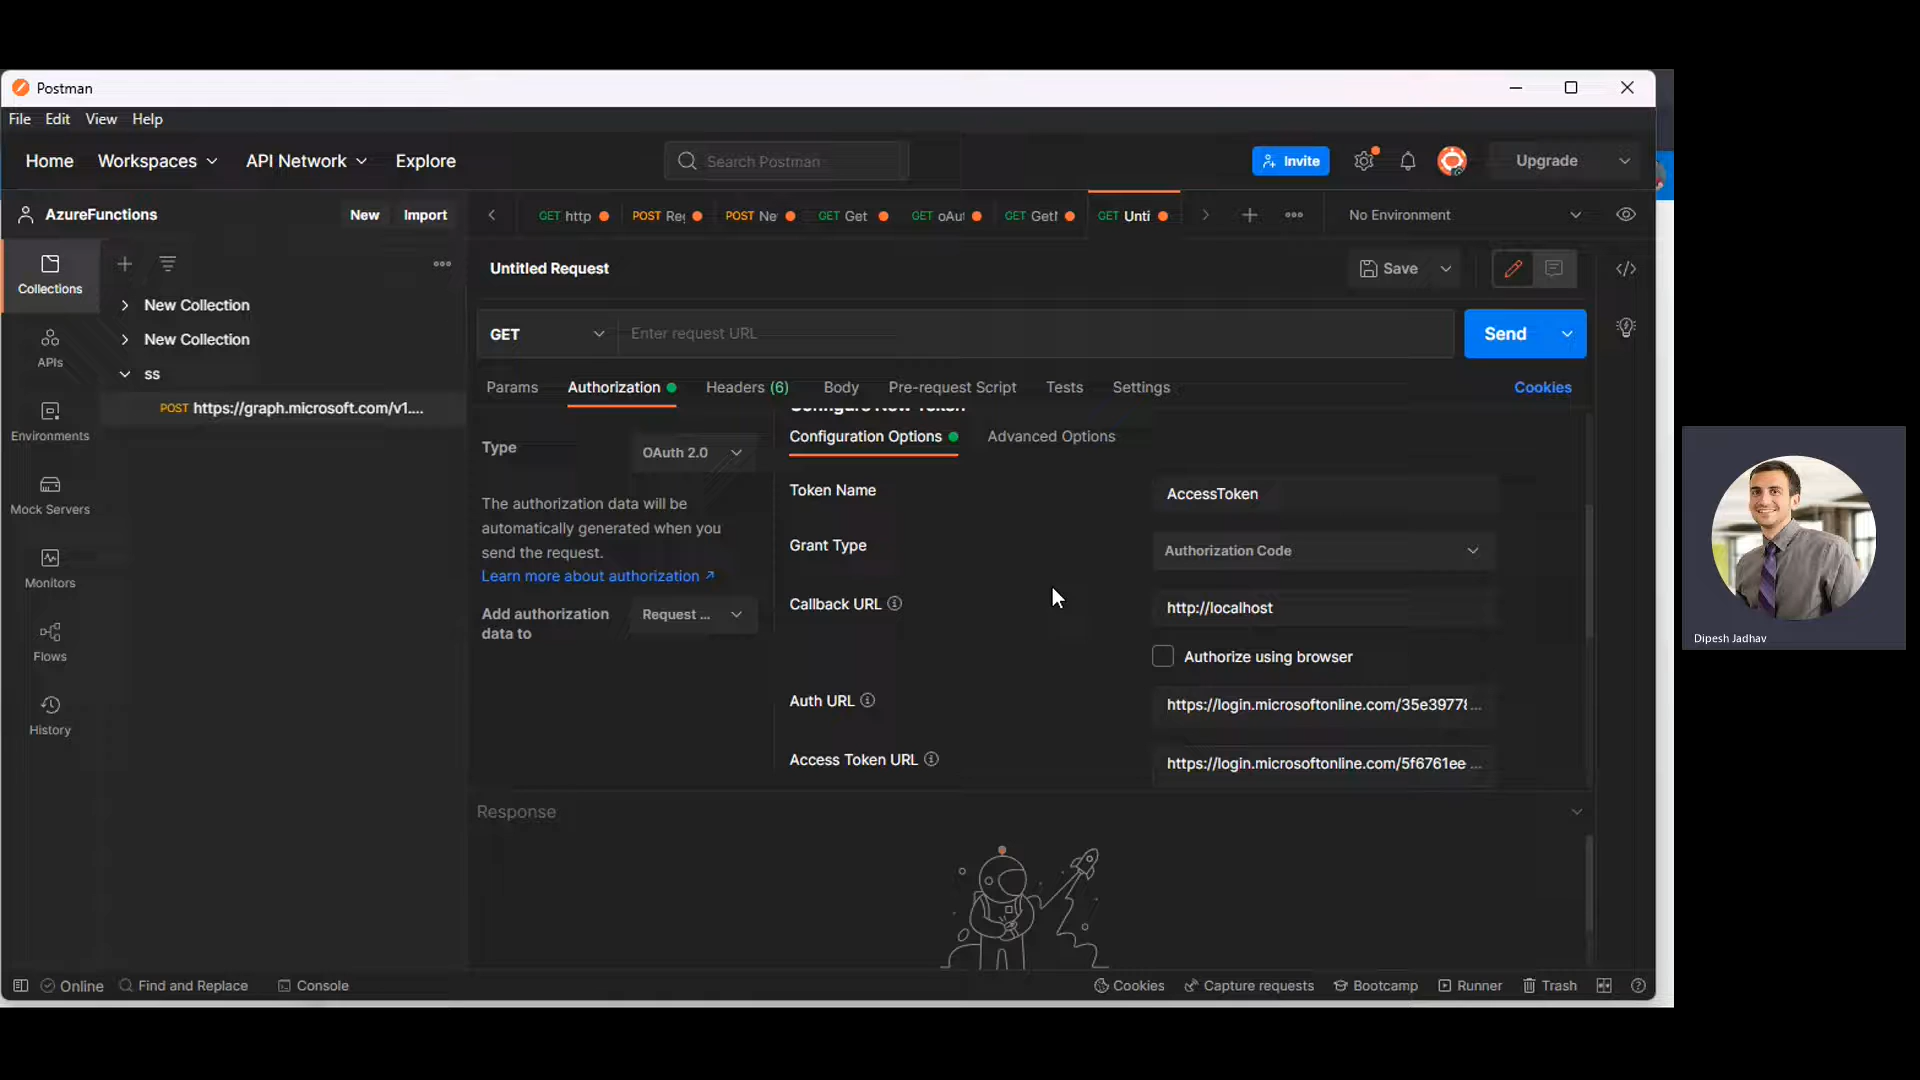 Postman
File Edit View Help
Home Workspaces API Network Explore
Search Postman
Invite
Upgrade
AzureFunctions
New Import
GET http
POST Re
POST Ne
GET Get
GET oAu
GET Get
GET Unti
No Environment
Collections
APIs
Environments
Mock Servers
Monitors
Flows
History
New Collection
New Collection
ss
POST https://graph.microsoft.com/v1....
Untitled Request
Save
GET
Enter request URL
Send
Params Authorization Headers (6) Body Pre-request Script Tests Settings
Cookies
Type
OAuth 2.0
The authorization data will be
automatically generated when you
send the request.
Learn more about authorization ↗
Add authorization
data to
Request ...
Configure New Token
Configuration Options Advanced Options
Token Name
AccessToken
Grant Type
Authorization Code
Callback URL
http://localhost
Authorize using browser
Auth URL
https://login.microsoftonline.com/35e3977 ...
Access Token URL
https://login.microsoftonline.com/5f6761ee ...
Response
Online Find and Replace Console
Cookies Capture requests Bootcamp Runner Trash
Dipesh Jadhav